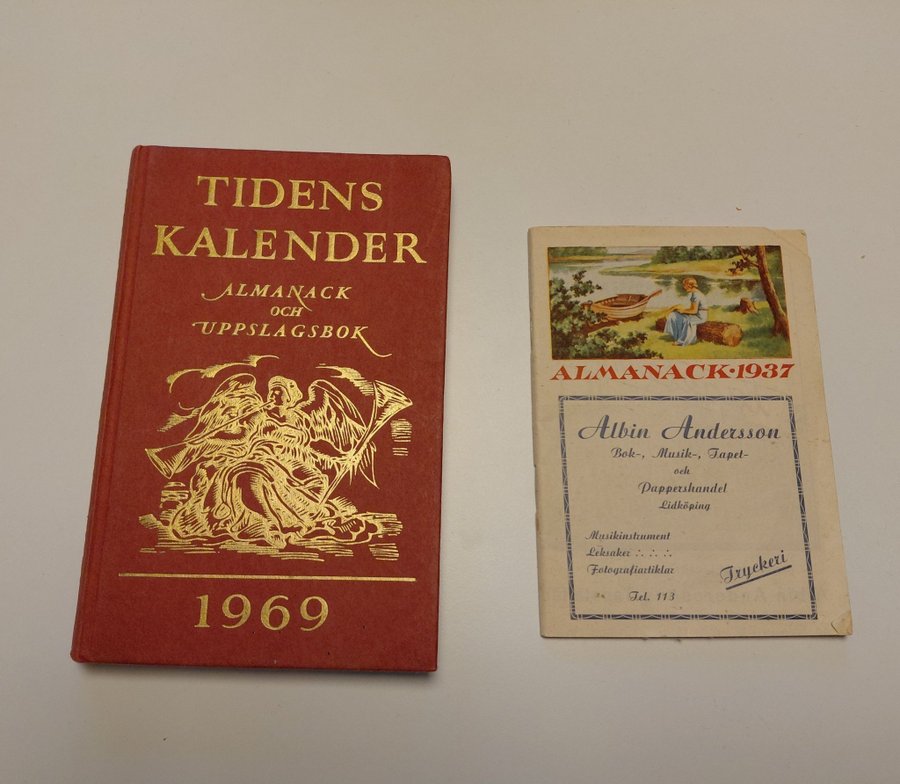 TIDENS
KALENDER
ALMANACK
OCH
UPPSLAGSBOK
1969
ALMANACK·1937
Albin Andersson
Bok-, Musik-, Tapet-
och
Pappershandel
Lidköping
Musikinstrument
Leksaker ∴ ∴ ∴
Fotografiartiklar
Tryckeri
Tel. 113